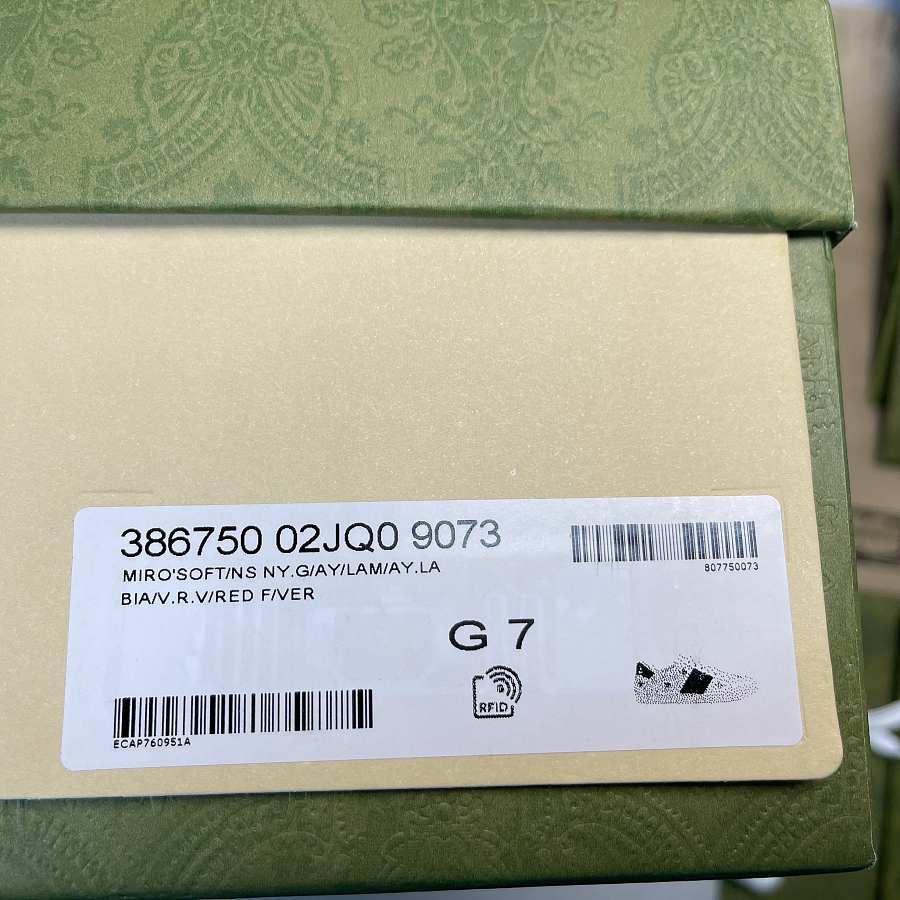 386750 02JQ0 9073
807750073
MIRO'SOFT/NS NY.G/AY/LAM/AY.LA
BIA/V.R.V/RED F/VER
G 7
RFID
ECAP760951A